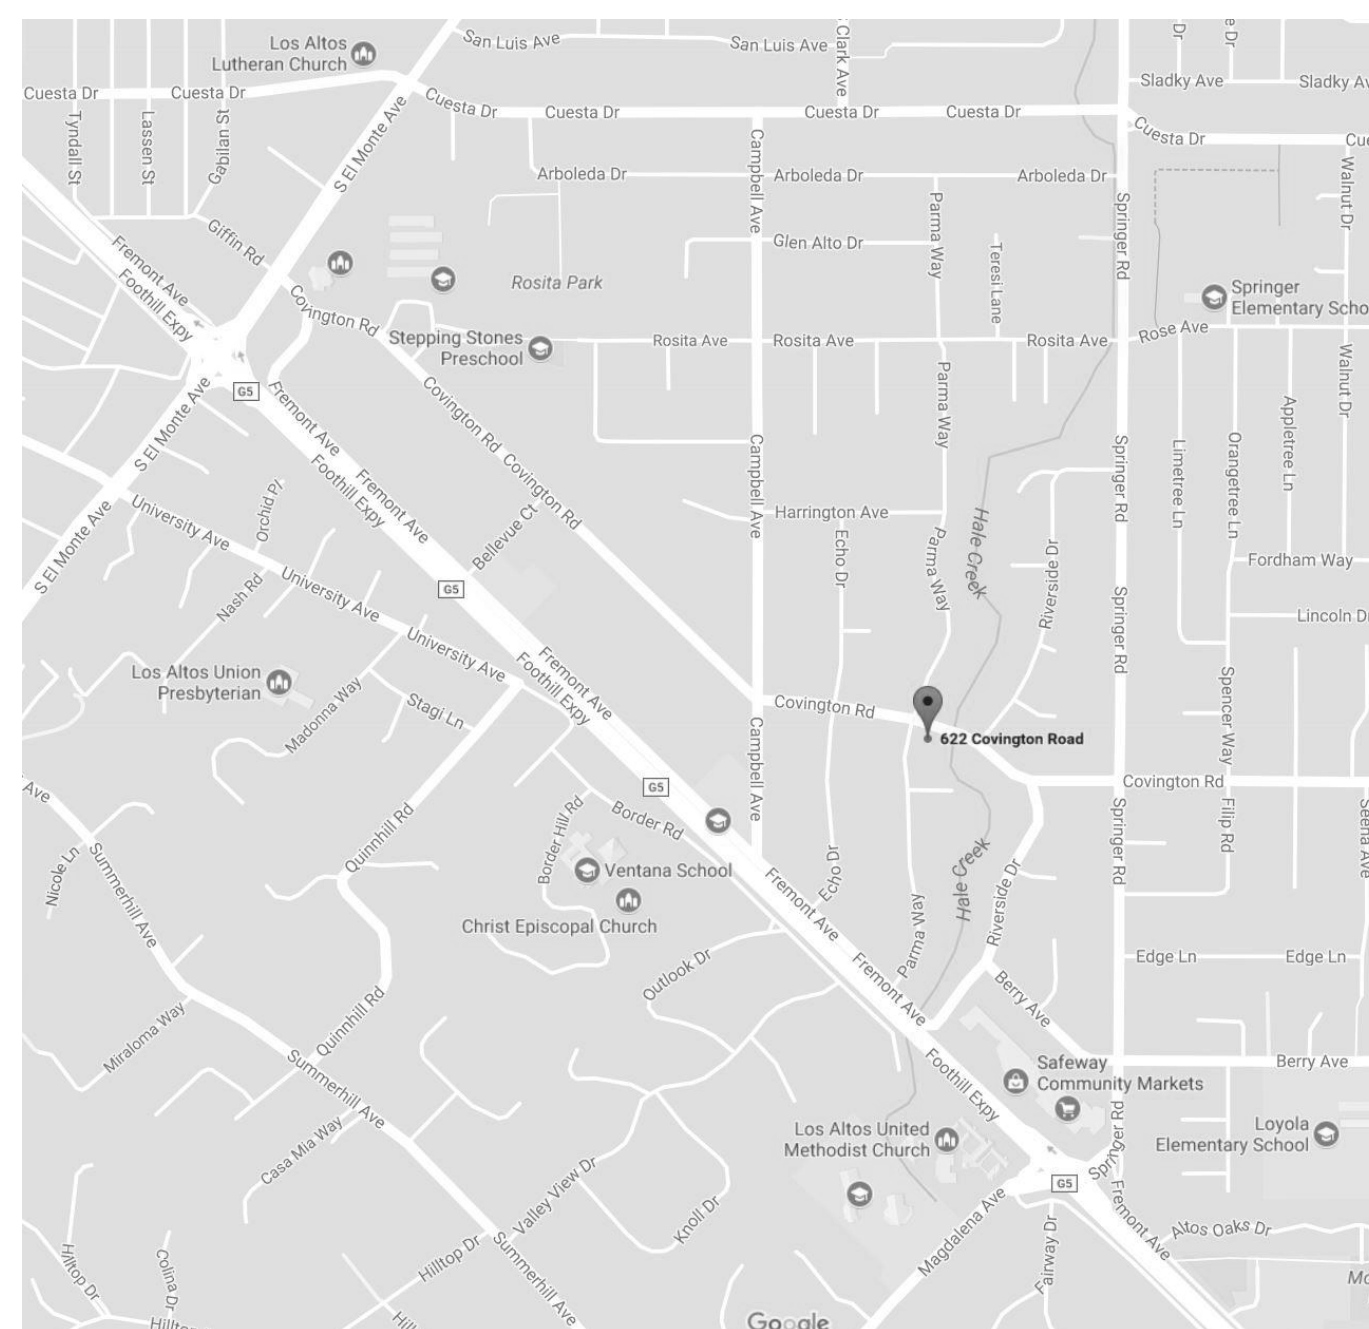 San Luis Ave
San Luis Ave
Clark Ave
Dr
e Dr
Los Altos
Lutheran Church
Sladky Ave
Sladky Av
Cuesta Dr
Cuesta Dr
Cuesta Dr
Cuesta Dr
Cuesta Dr
Cuesta Dr
Cuesta Dr
Cue
Tyndall St
Lassen St
Gabilan St
S El Monte Ave
Campbell Ave
Arboleda Dr
Arboleda Dr
Arboleda Dr
Springer Rd
Walnut Dr
Parma Way
Giffin Rd
Glen Alto Dr
Teresi Lane
Fremont Ave
Foothill Expy
Rosita Park
Springer
Elementary Scho
Covington Rd
Stepping Stones
Preschool
Rosita Ave
Rosita Ave
Rosita Ave
Rose Ave
G5
Fremont Ave
Covington Rd
Parma Way
Walnut Dr
Appletree Ln
S El Monte Ave
Foothill Expy
Fremont Ave
Covington Rd
Campbell Ave
Springer Rd
Limetree Ln
Orangetree Ln
Orchid Pl
University Ave
Bellevue Ct
Harrington Ave
Echo Dr
Parma Way
Hale Creek
Riverside Dr
Fordham Way
S El Monte Ave
Nash Rd
University Ave
G5
Springer Rd
Lincoln D
University Ave
Fremont Ave
Foothill Expy
Los Altos Union
Presbyterian
Madonna Way
Stagi Ln
Covington Rd
Spencer Way
622 Covington Road
Campbell Ave
G5
Covington Rd
Ave
Quinnhill Rd
Border Hill Rd
Border Rd
Springer Rd
Filip Rd
Seena Ave
Nicole Ln
Summerhill Ave
Ventana School
Echo Dr
Hale Creek
Riverside Dr
Christ Episcopal Church
Fremont Ave
Parma Way
Outlook Dr
Fremont Ave
Edge Ln
Edge Ln
Berry Ave
Quinnhill Rd
Miraloma Way
Summerhill Ave
Foothill Expy
Safeway
Community Markets
Berry Ave
Casa Mia Way
Los Altos United
Methodist Church
Springer Rd
Loyola
Elementary School
G5
Valley View Dr
Knoll Dr
Magdalena Ave
Fairway Dr
Fremont Ave
Altos Oaks Dr
Hilltop Dr
Colina Dr
Hilltop Dr
Summerhill Ave
Google